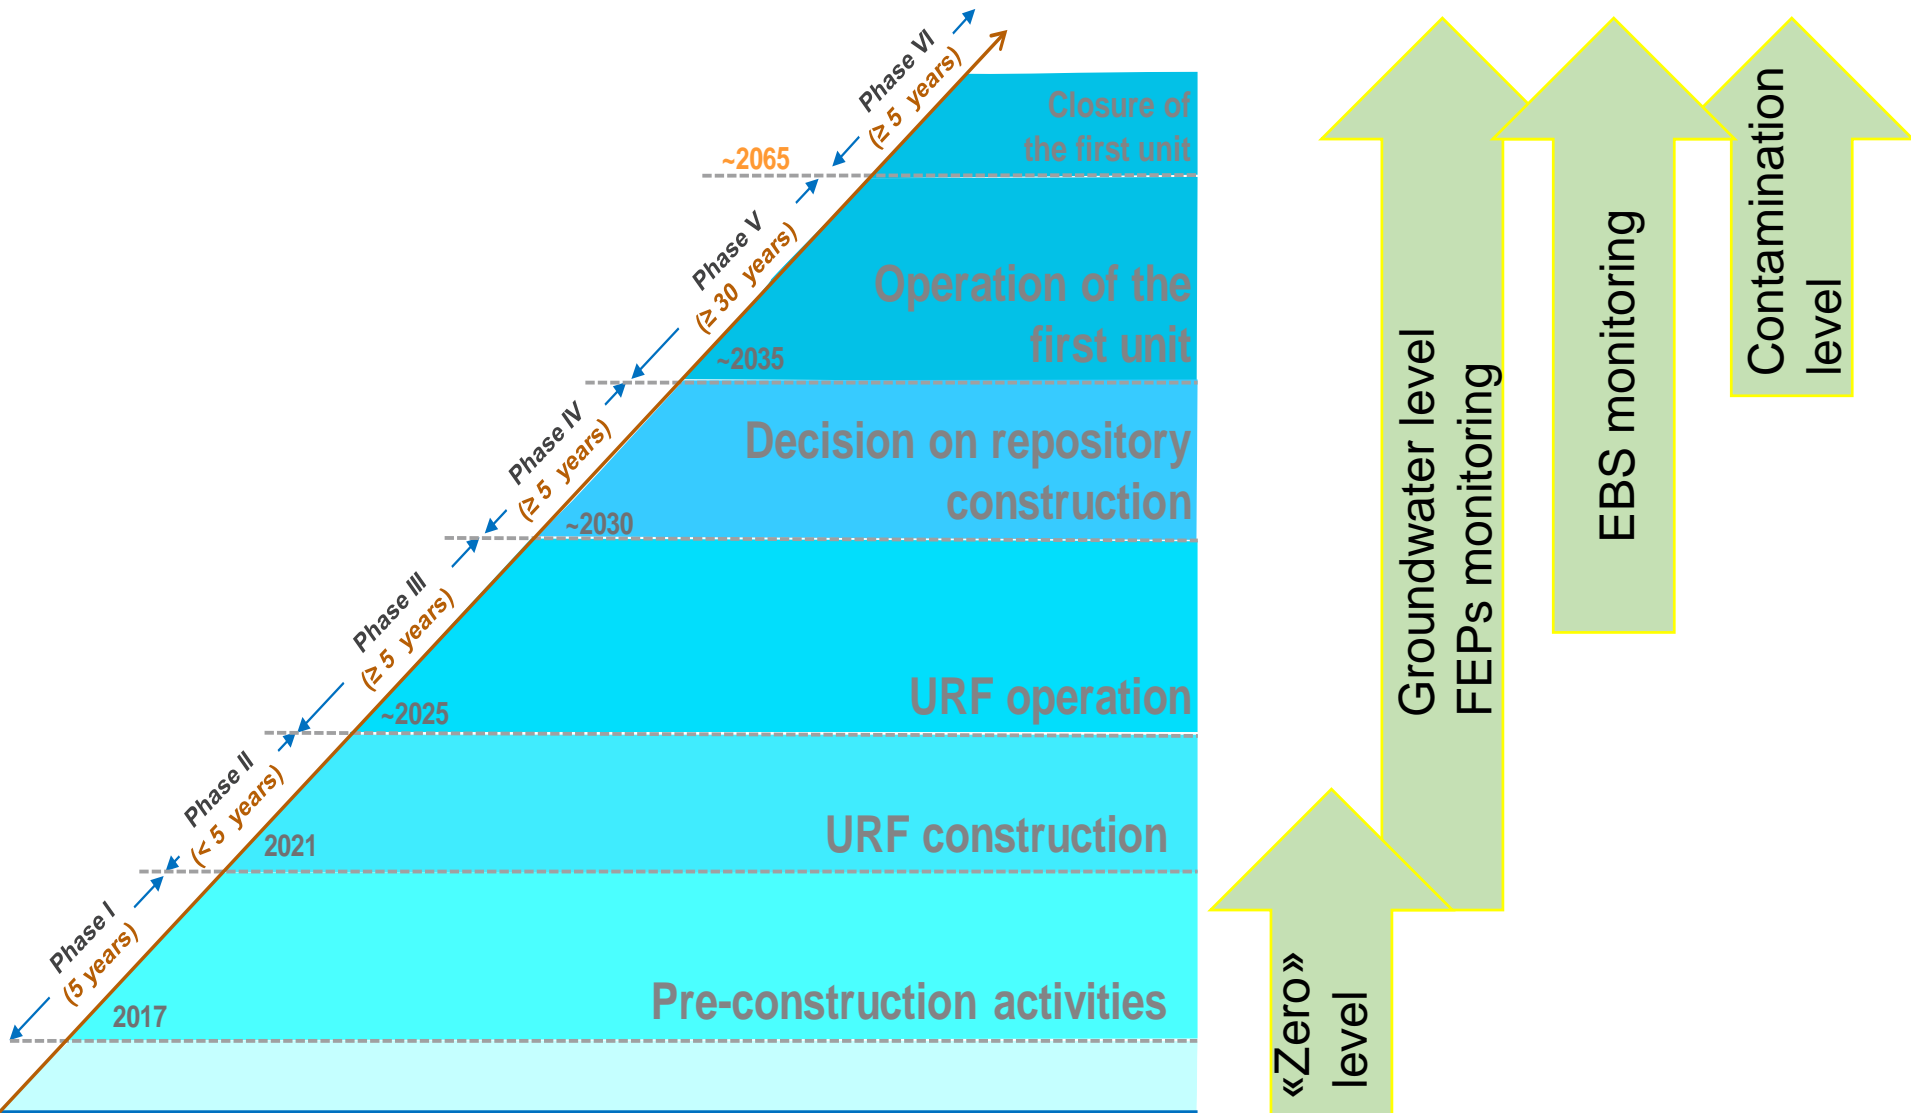 Phase VI
(≥ 5 years)
Closure of
the first unit
~2065
Phase V
(≥ 30 years)
Operation of the
first unit
~2035
Phase IV
(≥ 5 years)
Decision on repository
construction
~2030
Phase III
(≥ 5 years)
URF operation
~2025
Phase II
(< 5 years)
URF construction
2021
Phase I
(5 years)
Pre-construction activities
2017
«Zero»
level
Groundwater level
FEPs monitoring
EBS monitoring
Contamination
level